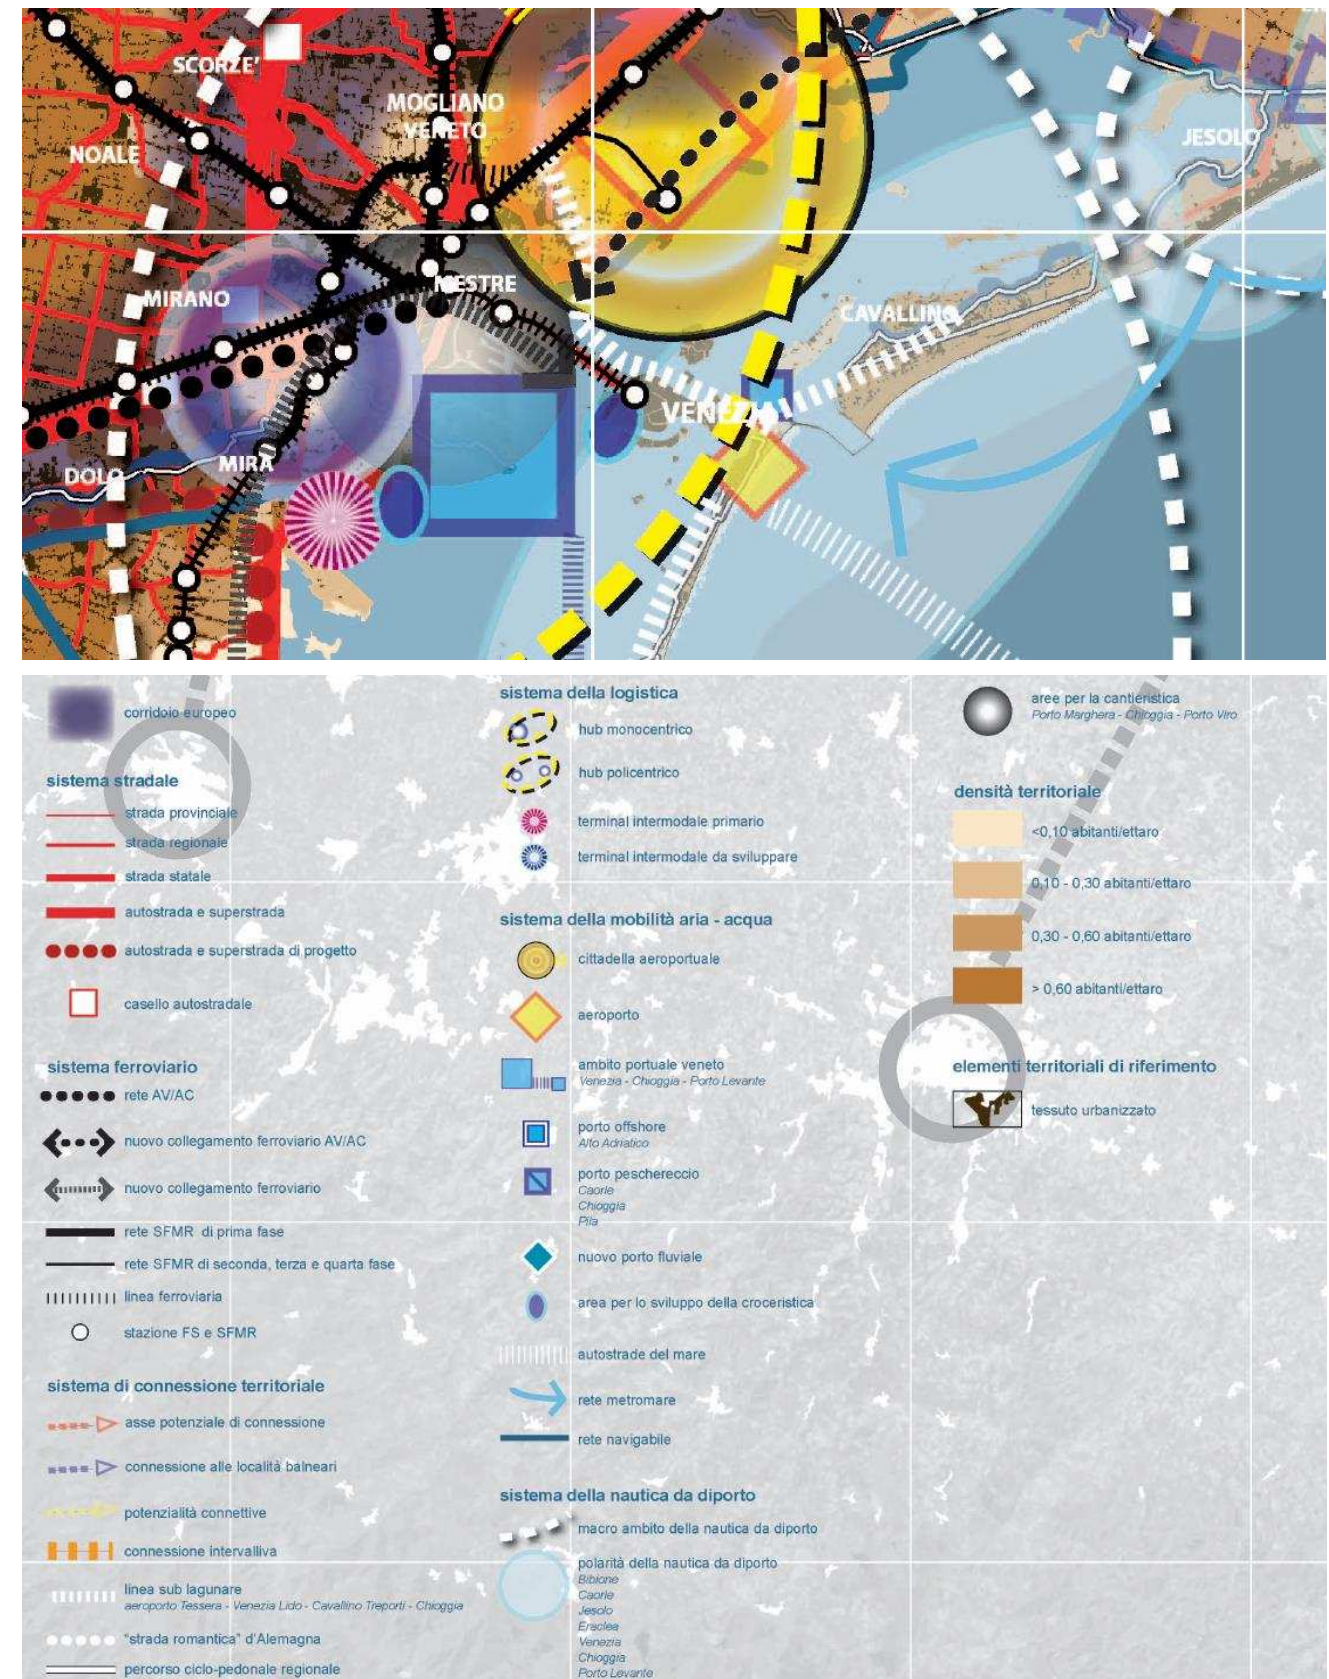 SCORZE'
MOGLIANO
VENETO
NOALE
JESOLO
MIRANO
MESTRE
CAVALLINO
VENEZIA
DOLO
MIRA
corridoio europeo
sistema stradale
strada provinciale
strada regionale
strada statale
autostrada e superstrada
autostrada e superstrada di progetto
casello autostradale
sistema ferroviario
rete AV/AC
nuovo collegamento ferroviario AV/AC
nuovo collegamento ferroviario
rete SFMR di prima fase
rete SFMR di seconda, terza e quarta fase
linea ferroviaria
stazione FS e SFMR
sistema di connessione territoriale
asse potenziale di connessione
connessione alle località balneari
potenzialità connettive
connessione intervalliva
linea sub lagunare
aeroporto Tessera - Venezia Lido - Cavallino Treporti - Chioggia
"strada romantica" d'Alemagna
percorso ciclo-pedonale regionale
sistema della logistica
hub monocentrico
hub policentrico
terminal intermodale primario
terminal intermodale da sviluppare
sistema della mobilità aria - acqua
cittadella aeroportuale
aeroporto
ambito portuale veneto
Venezia - Chioggia - Porto Levante
porto offshore
Alto Adriatico
porto peschereccio
Caorle
Chioggia
Pila
nuovo porto fluviale
area per lo sviluppo della croceristica
autostrade del mare
rete metromare
rete navigabile
sistema della nautica da diporto
macro ambito della nautica da diporto
polarità della nautica da diporto
Bibione
Caorle
Jesolo
Eraclea
Venezia
Chioggia
Porto Levante
aree per la cantieristica
Porto Marghera - Chioggia - Porto Viro
densità territoriale
<0,10 abitanti/ettaro
0,10 - 0,30 abitanti/ettaro
0,30 - 0,60 abitanti/ettaro
> 0,60 abitanti/ettaro
elementi territoriali di riferimento
tessuto urbanizzato